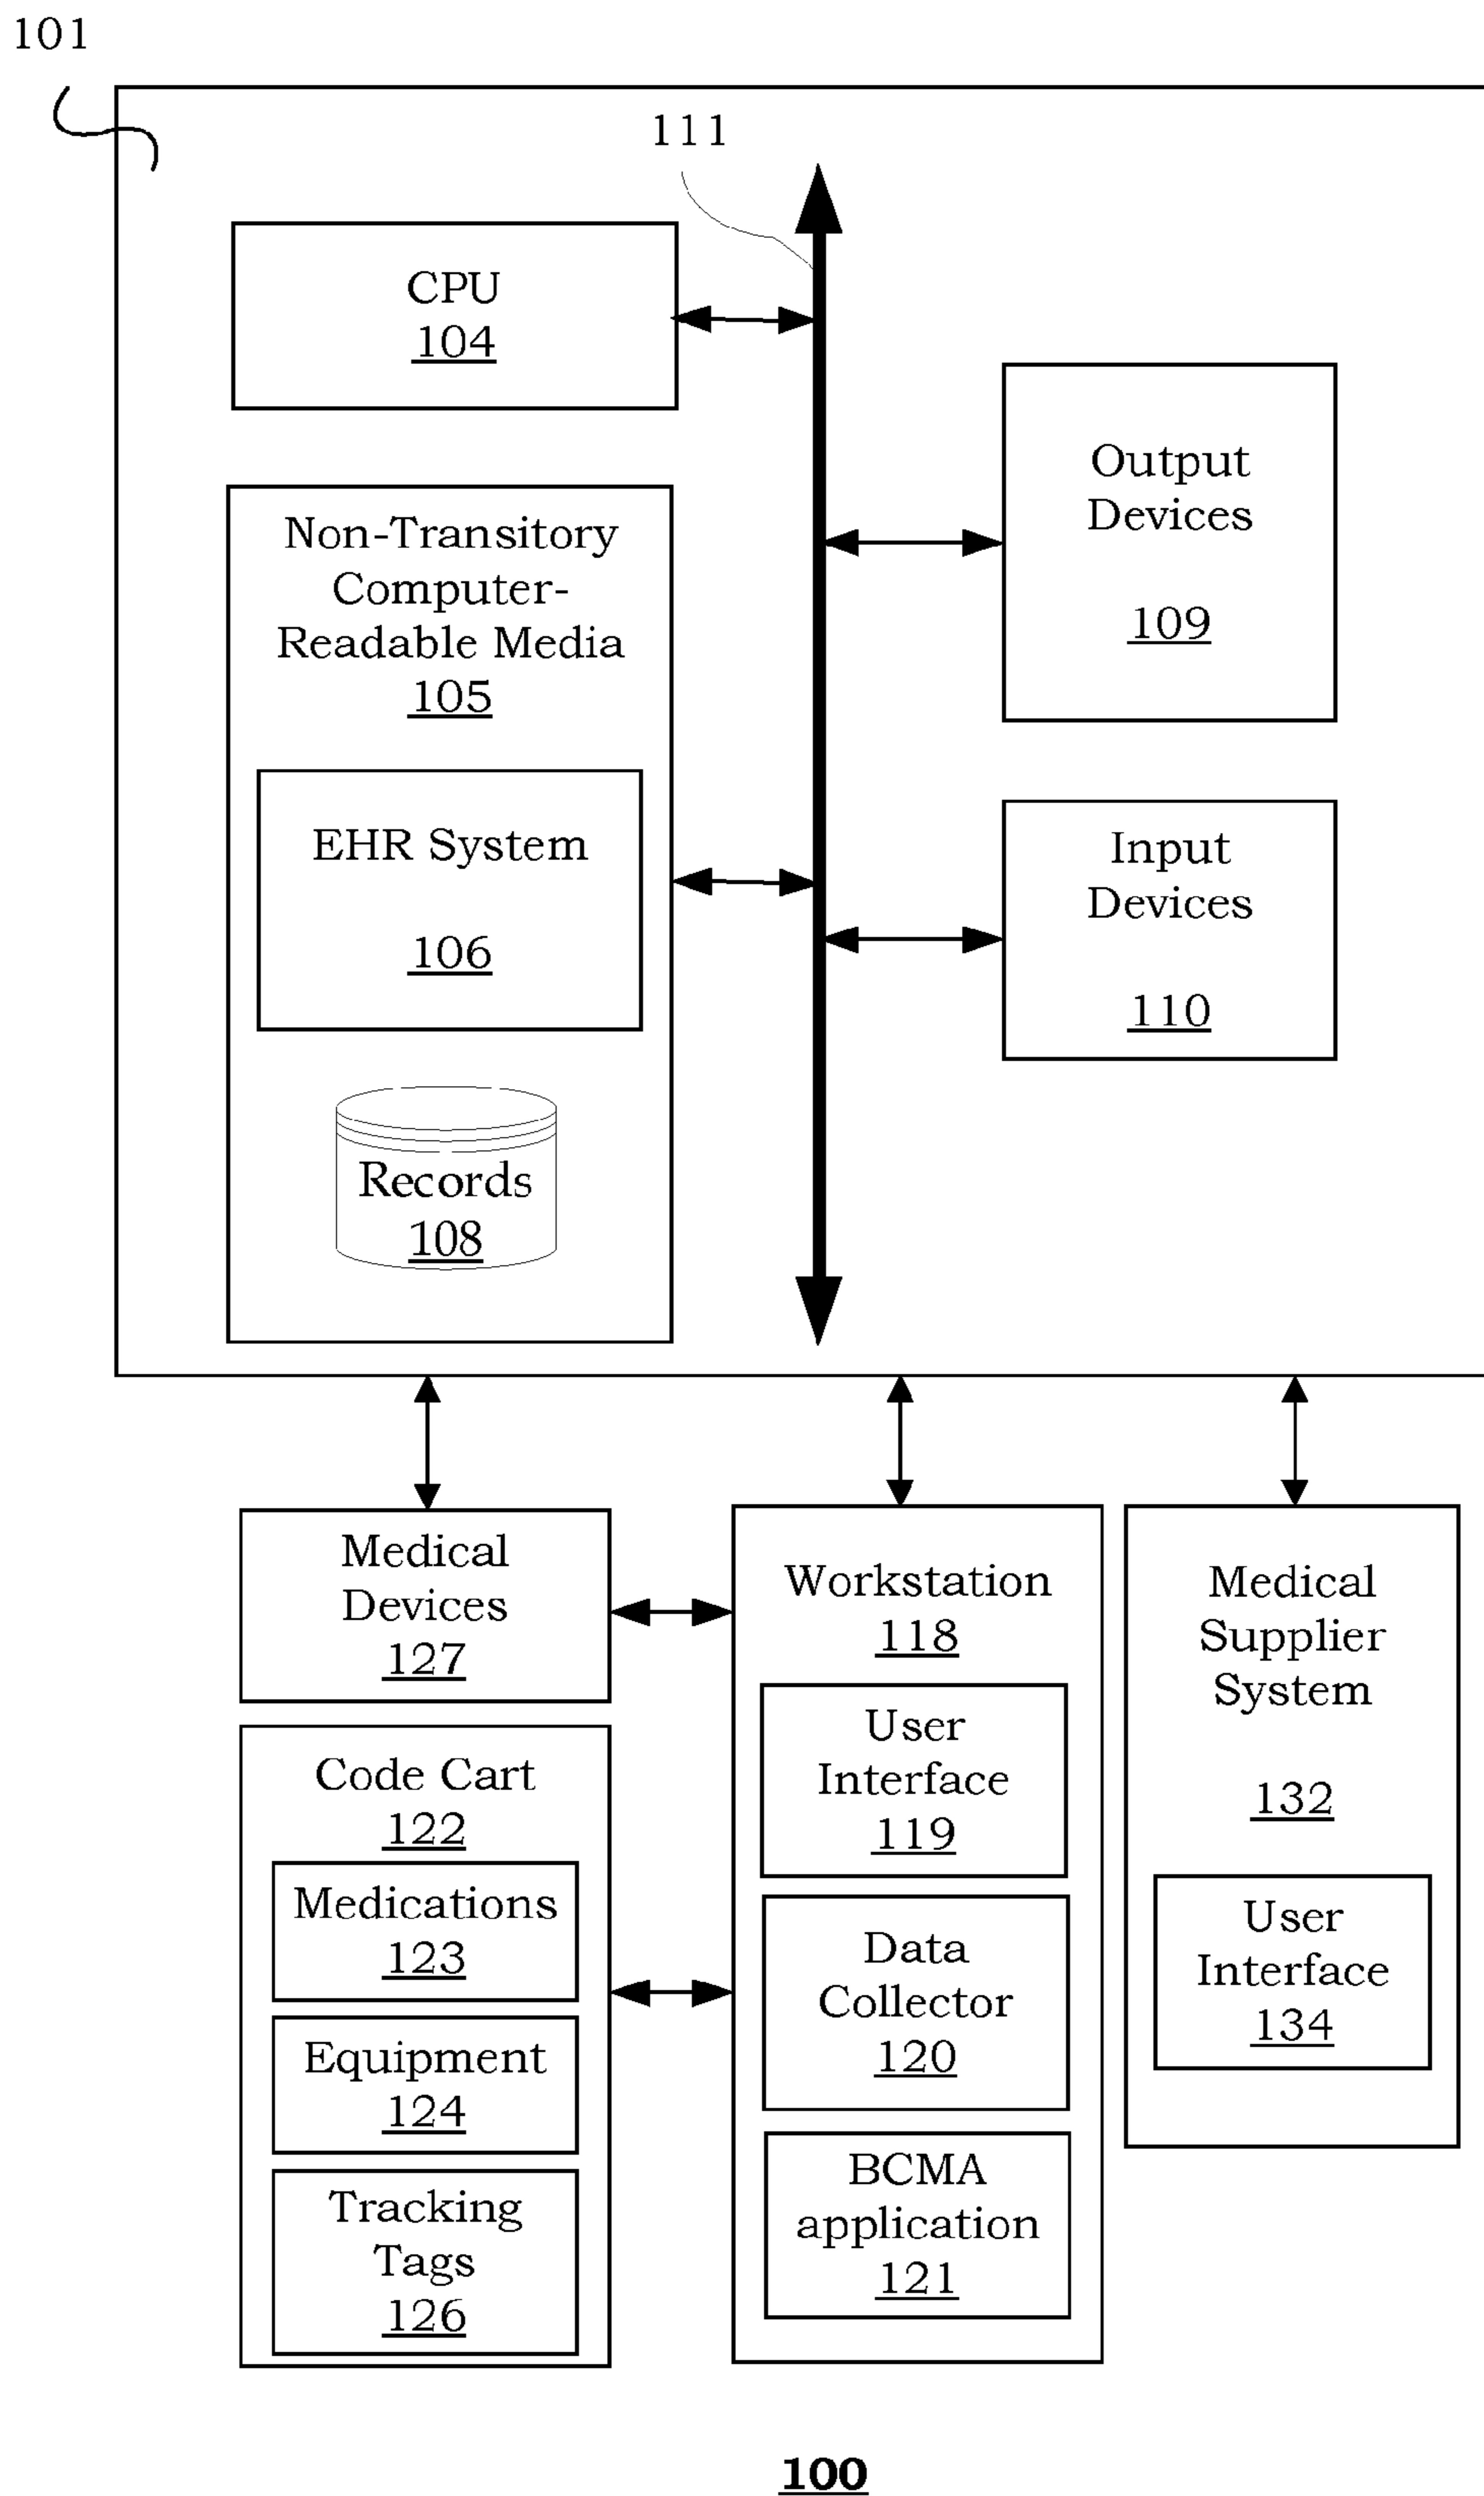 101
111
CPU
104
Output
Devices
109
Non-Transitory
Computer-
Readable Media
105
EHR System
106
Input
Devices
110
Records
108
Medical
Devices
127
Workstation
118
User
Interface
119
Data
Collector
120
BCMA
application
121
Code Cart
122
Medications
123
Equipment
124
Tracking
Tags
126
Medical
Supplier
System
132
User
Interface
134
100